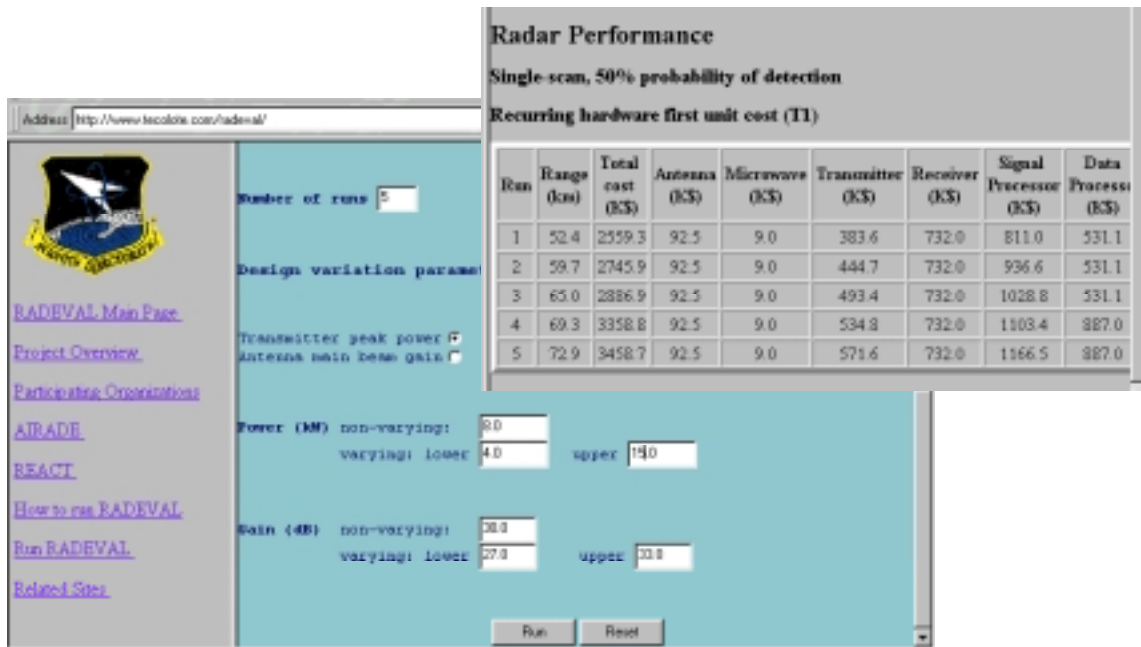 Radar Performance
Single-scan, 50% probability of detection
Recurring hardware first unit cost (T1)
Run Range (km) Total cost (K$) Antenna (K$) Microwave (K$) Transmitter (K$) Receiver (K$) Signal Processor (K$) Data (K$)
1 52.4 2559.3 92.5 9.0 383.6 732.0 811.0 531.1
2 59.7 2745.9 92.5 9.0 444.7 732.0 936.6 531.1
3 65.0 2886.9 92.5 9.0 493.4 732.0 1028.8 531.1
4 69.3 3358.8 92.5 9.0 534.8 732.0 1103.4 887.0
5 72.9 3458.7 92.5 9.0 571.6 732.0 1166.5 887.0
Address http://www.tecolote.com/radeval/
RADEVAL Main Page
Project Overview
Participating Organizations
AIRADE
REACT
How to run RADEVAL
Run RADEVAL
Related Sites
Number of runs 5
Design variation
Transmitter peak power
Antenna main beam gain
Power (kW) non-varying: 8.0
varying: lower 4.0 upper 15.0
Gain (dB) non-varying: 30.0
varying: lower 27.0 upper 33.0
Run Reset